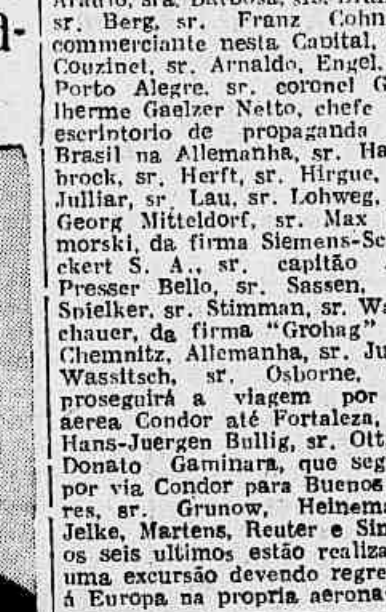 a-
sr. Berg, sr. Franz Cohn
commerciante nesta Capital,
Couzinet, sr. Arnaldo, Engel,
Porto Alegre, sr. coronel G
lherme Gaelzer Netto, chefe
escriptorio de propaganda
Brasil na Allemanha, sr. Ha
brock, sr. Herft, sr. Hirgue,
Julliar, sr. Lau, sr. Lohweg,
Georg Mitteldorf, sr. Max
morski, da firma Siemens-Sc
ckert S. A., sr. capitão
Presser Bello, sr. Sassen,
Spielker, sr. Stimman, sr. Wa
chauer, da firma "Grohag"
Chemnitz, Allemanha, sr. Ju
Wassitsch, sr. Osborne,
proseguirá a viagem por
aerea Condor até Fortaleza,
Hans-Juergen Bullig, sr. Ott
Donato Gaminara, que seg
por via Condor para Buenos
res, sr. Grunow, Heinema
Jelke, Martens, Reuter e Sim
os seis ultimos estão realiza
uma excursão devendo regre
á Europa na propria aerona